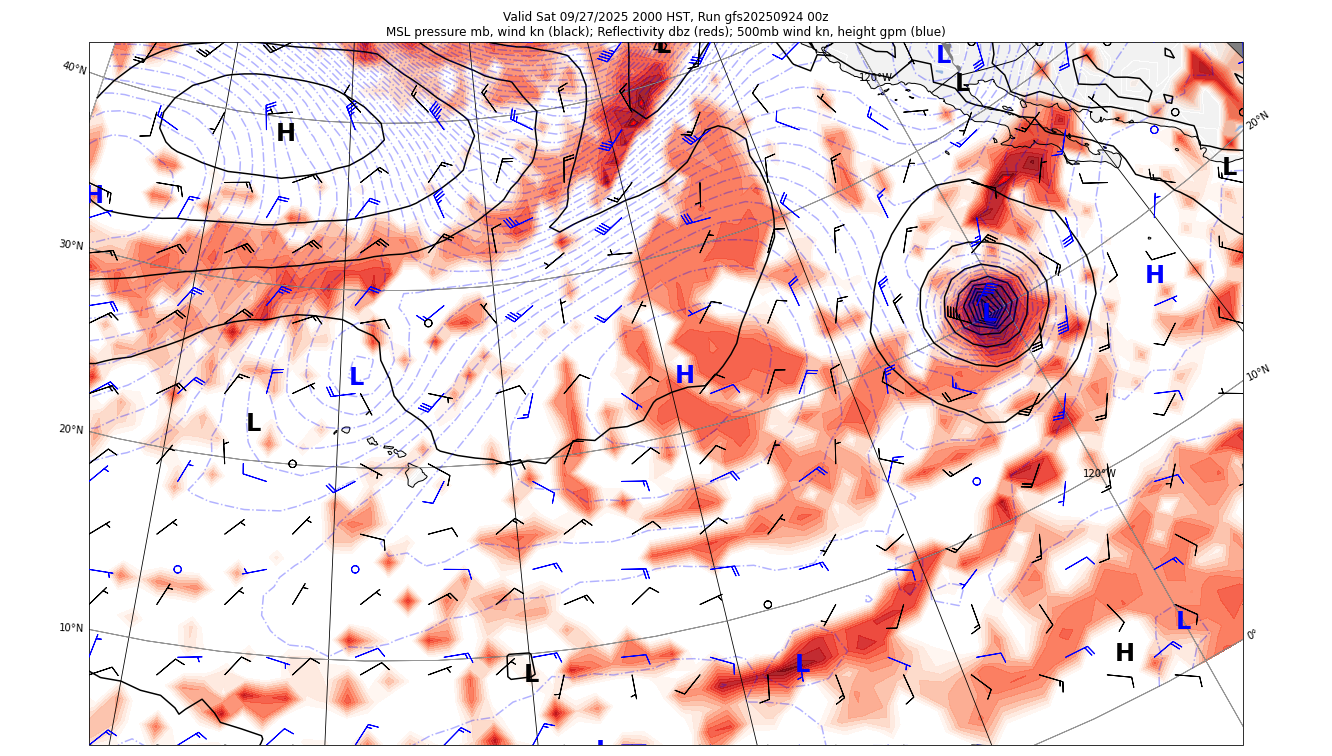 Valid Sat 09/27/2025 2000 HST, Run gfs20250924 00z
MSL pressure mb, wind kn (black); Reflectivity dbz (reds); 500mb wind kn, height gpm (blue)
L
L
40°N
120°W
L
20°N
H
L
H
30°N
H
L
H
L
10°N
L
20°N
120°W
10°N
L
0°
H
L
L